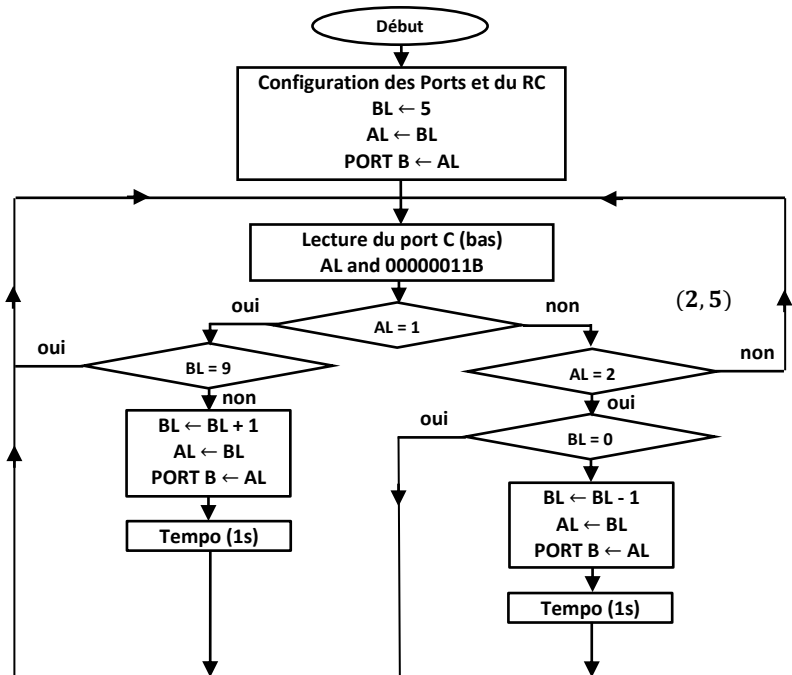 Début
Configuration des Ports et du RC
BL ← 5
AL ← BL
PORT B ← AL
Lecture du port C (bas)
AL and 00000011B
oui
non
(2,5)
AL = 1
oui
BL = 9
AL = 2
non
non
oui
BL ← BL + 1
AL ← BL
PORT B ← AL
oui
BL = 0
BL ← BL - 1
AL ← BL
PORT B ← AL
Tempo (1s)
Tempo (1s)